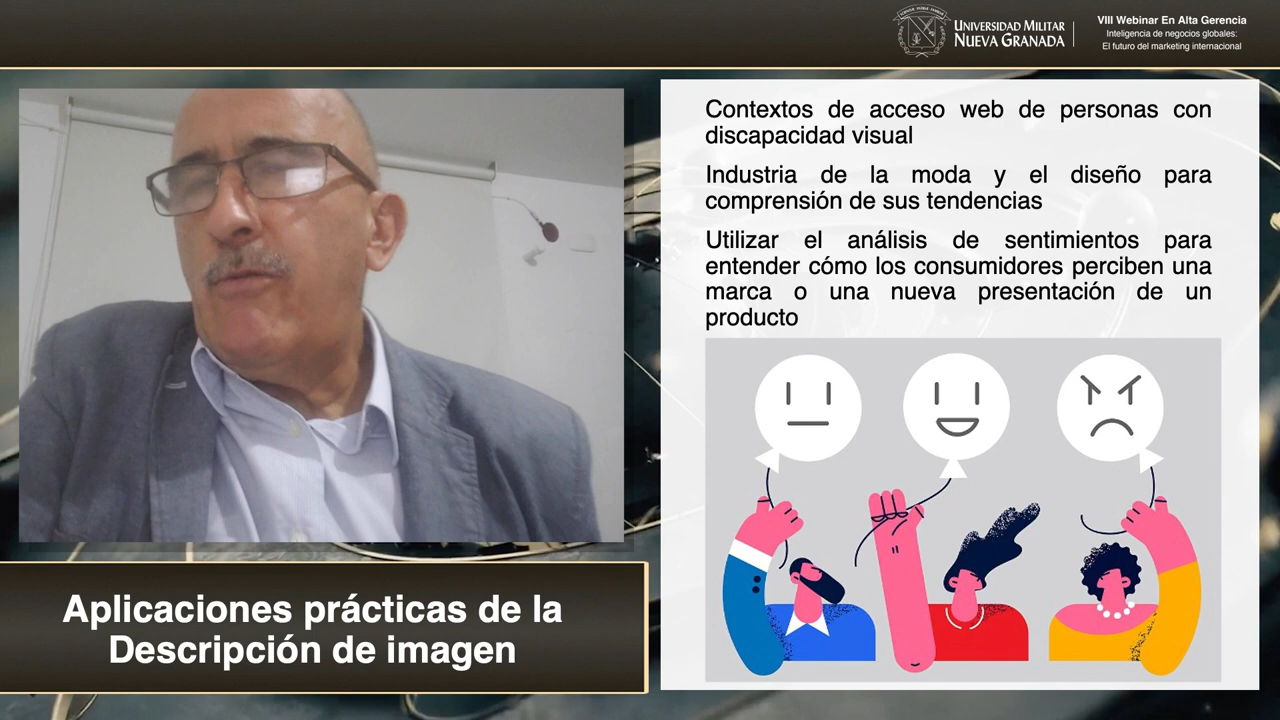 UNIVERSIDAD MILITAR
NUEVA GRANADA
VIII Webinar En Alta Gerencia
Inteligencia de negocios globales:
El futuro del marketing internacional
Contextos de acceso web de personas con
discapacidad visual
Industria de la moda y el diseño para
comprensión de sus tendencias
Utilizar el análisis de sentimientos para
entender cómo los consumidores perciben una
marca o una nueva presentación de un
producto
Aplicaciones prácticas de la
Descripción de imagen